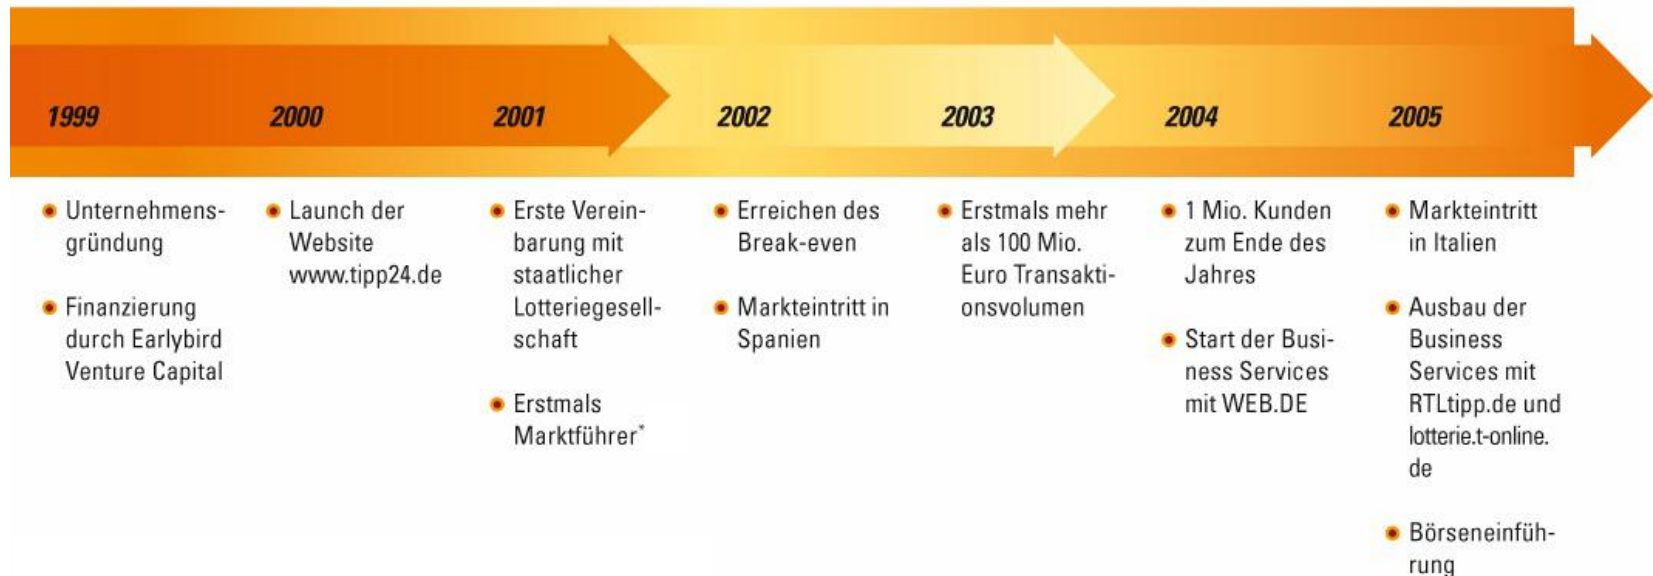 1999
2000
2001
2002
2003
2004
2005
Unternehmens-
gründung
Finanzierung
durch Earlybird
Venture Capital
Launch der
Website
www.tipp24.de
Erste Verein-
barung mit
staatlicher
Lotteriegesell-
schaft
Erstmals
Marktführer*
Erreichen des
Break-even
Markteintritt in
Spanien
Erstmals mehr
als 100 Mio.
Euro Transakti-
onsvolumen
1 Mio. Kunden
zum Ende des
Jahres
Start der Busi-
ness Services
mit WEB.DE
Markteintritt
in Italien
Ausbau der
Business
Services mit
RTLtipp.de und
lotterie.t-online.
de
Börseneinfüh-
rung